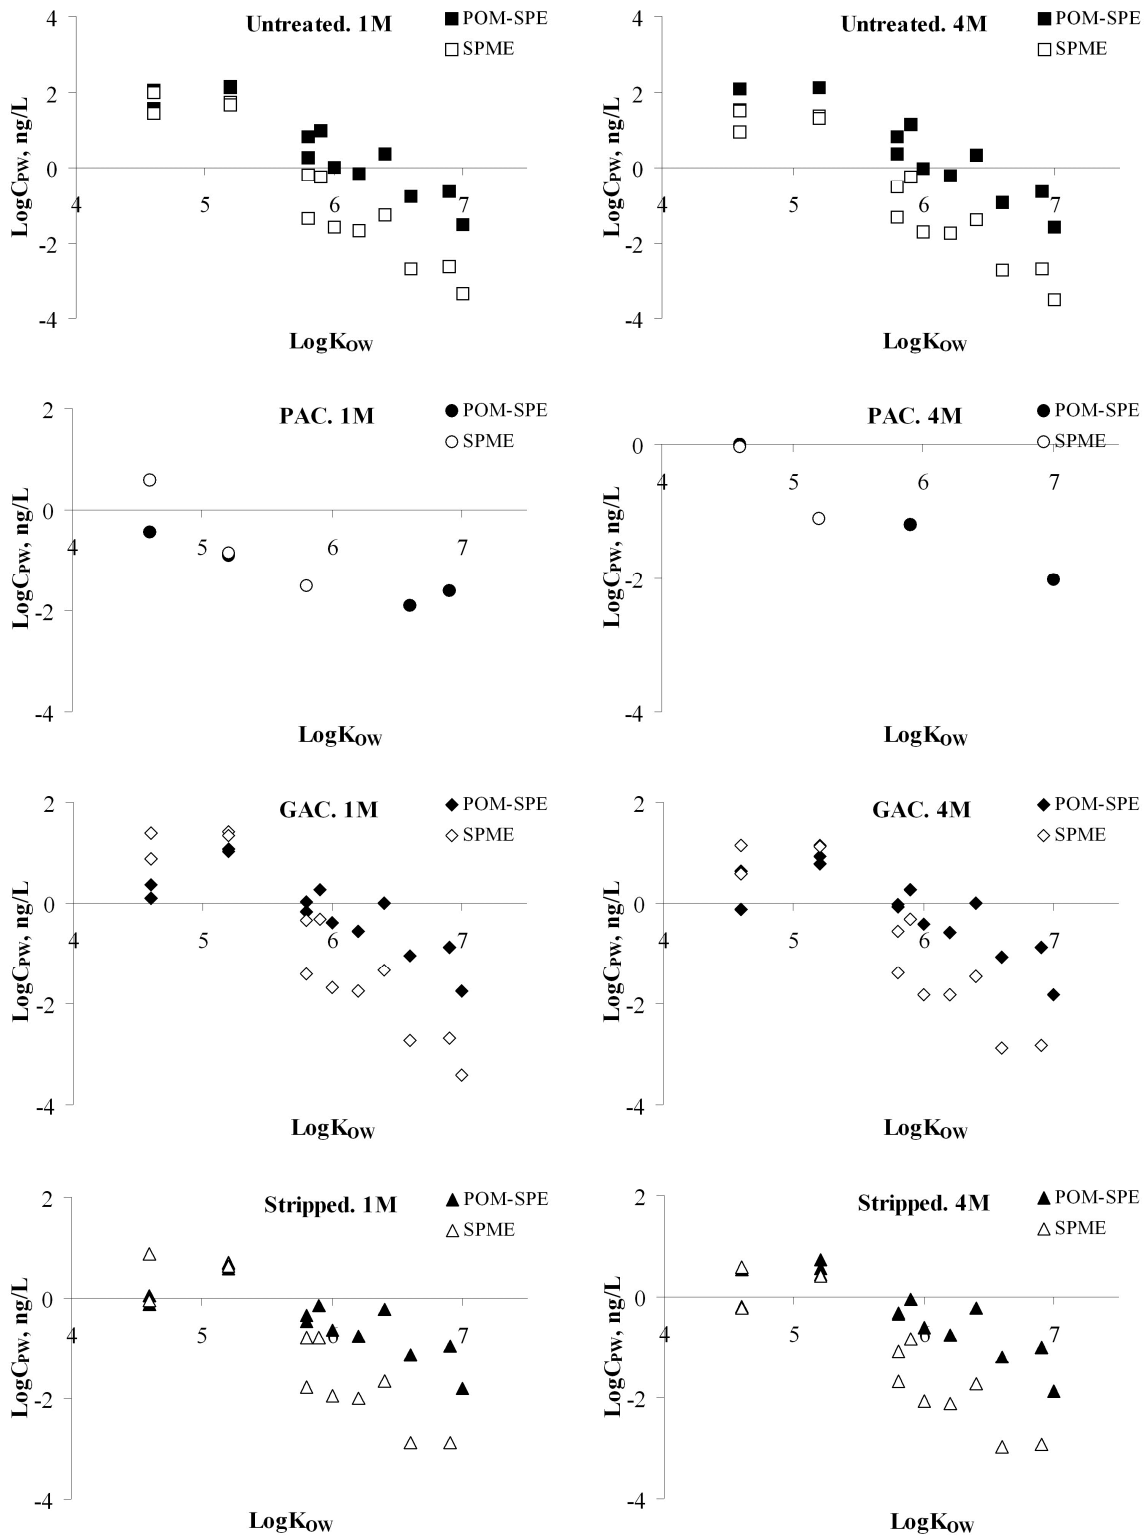 Untreated. 1M
POM-SPE
SPME
4
2
0
-2
-4
4
5
6
7
LogCPW, ng/L
LogKOW
Untreated. 4M
POM-SPE
SPME
4
2
0
-2
-4
4
5
6
7
LogCPW, ng/L
LogKOW
PAC. 1M
POM-SPE
SPME
2
0
-2
-4
4
5
6
7
LogCPW, ng/L
LogKOW
PAC. 4M
POM-SPE
SPME
0
-2
-4
4
5
6
7
LogCPW, ng/L
LogKOW
GAC. 1M
POM-SPE
SPME
2
0
-2
-4
4
5
6
7
LogCPW, ng/L
LogKOW
GAC. 4M
POM-SPE
SPME
2
0
-2
-4
4
5
6
7
LogCPW, ng/L
LogKOW
Stripped. 1M
POM-SPE
SPME
2
0
-2
-4
4
5
6
7
LogCPW, ng/L
LogKOW
Stripped. 4M
POM-SPE
SPME
2
0
-2
-4
4
5
6
7
LogCPW, ng/L
LogKOW